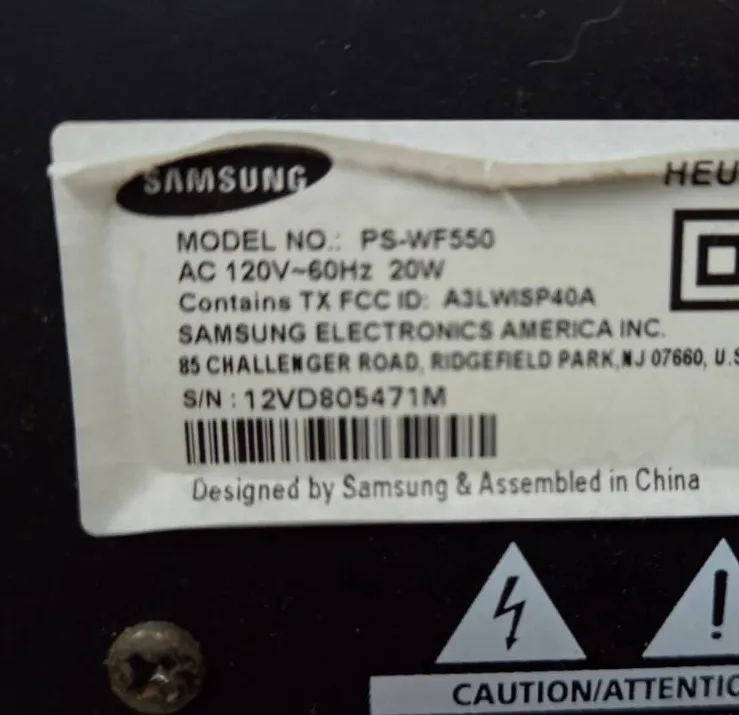 SAMSUNG
HEU
MODEL NO.: PS-WF550
AC 120V~60Hz 20W
Contains TX FCC ID: A3LWISP40A
SAMSUNG ELECTRONICS AMERICA INC.
85 CHALLENGER ROAD, RIDGEFIELD PARK,NJ 07660, U.S
S/N : 12VD805471M
Designed by Samsung & Assembled in China
CAUTION/ATTENTIO